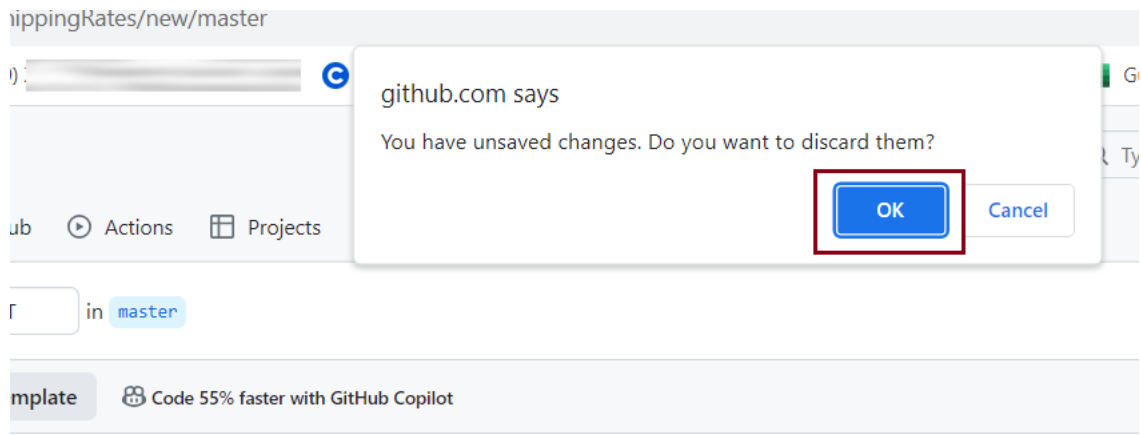 hippingRates/new/master
github.com says
You have unsaved changes. Do you want to discard them?
OK
Cancel
Actions
Projects
in master
Code 55% faster with GitHub Copilot